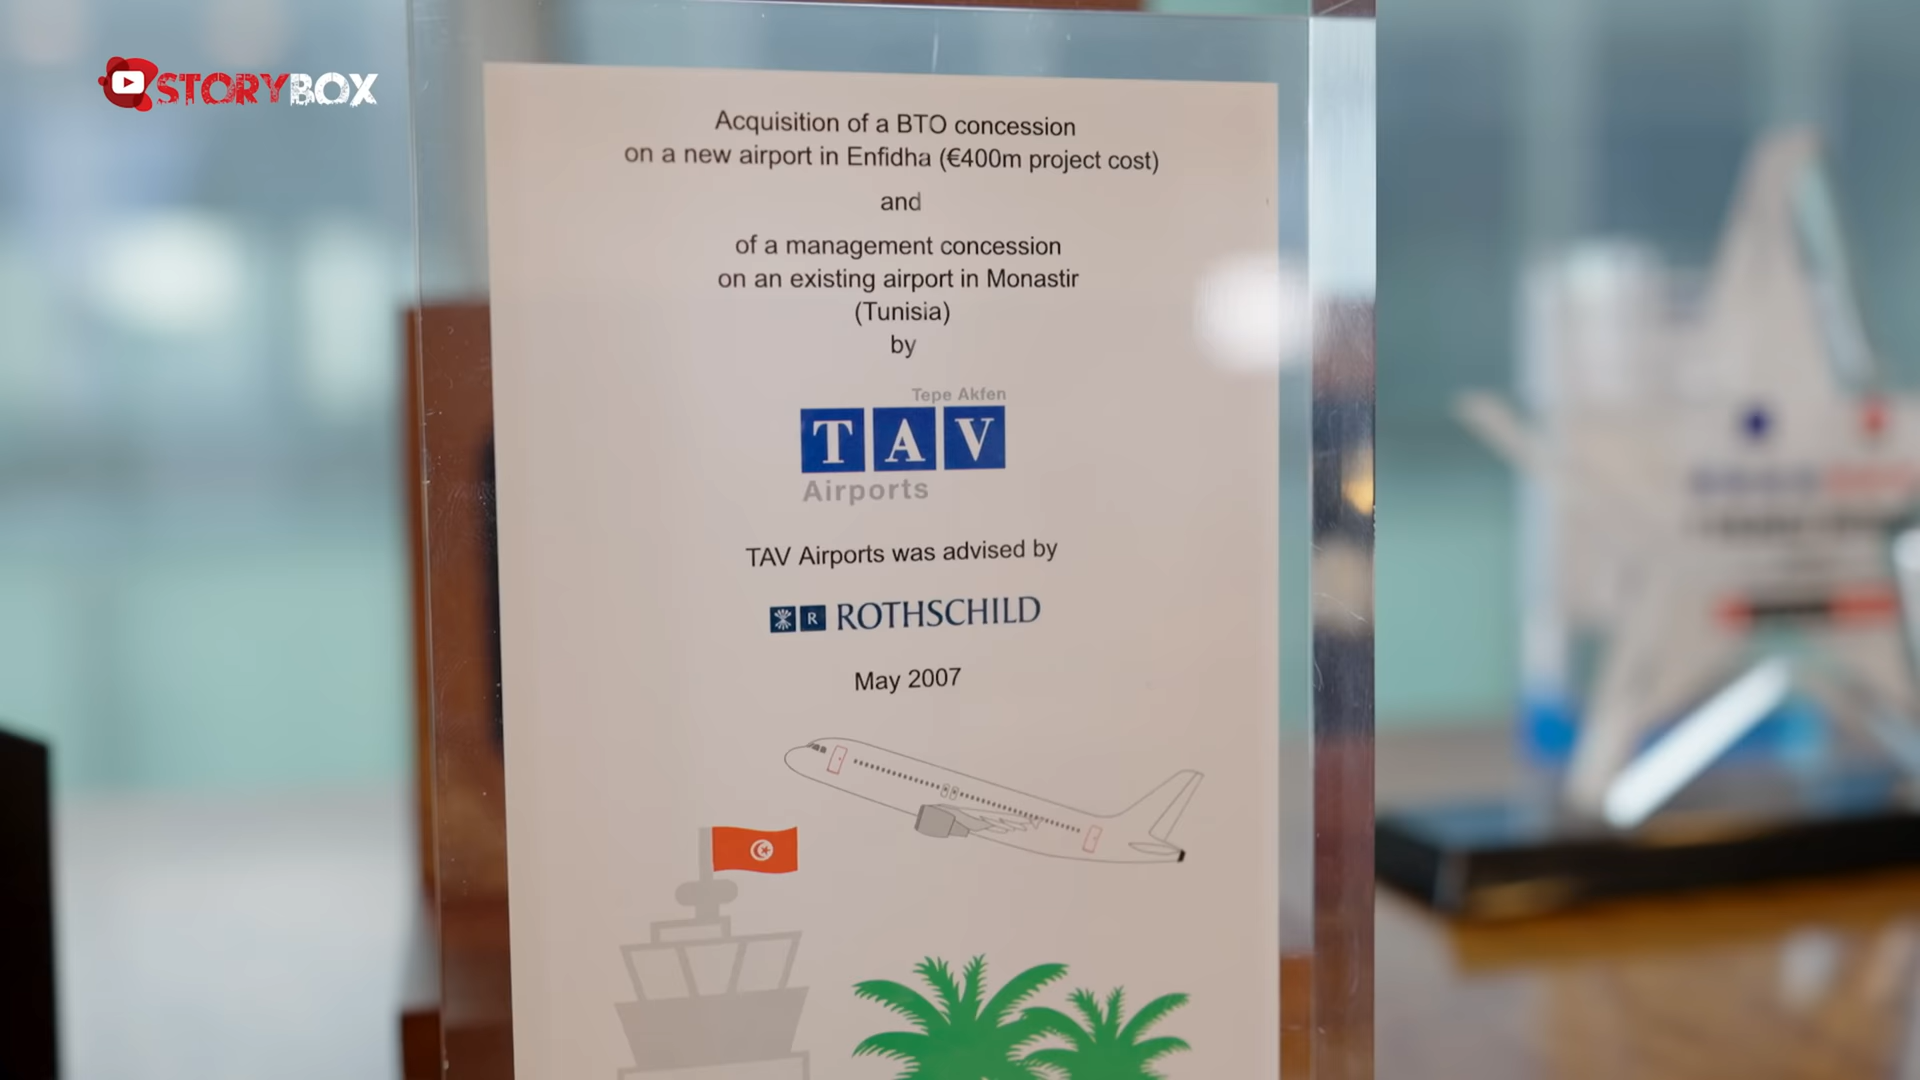 STORYBOX
Acquisition of a BTO concession
on a new airport in Enfidha (€400m project cost)
and
of a management concession
on an existing airport in Monastir
(Tunisia)
by
Tepe Akfen
TAV
Airports
TAV Airports was advised by
R ROTHSCHILD
May 2007